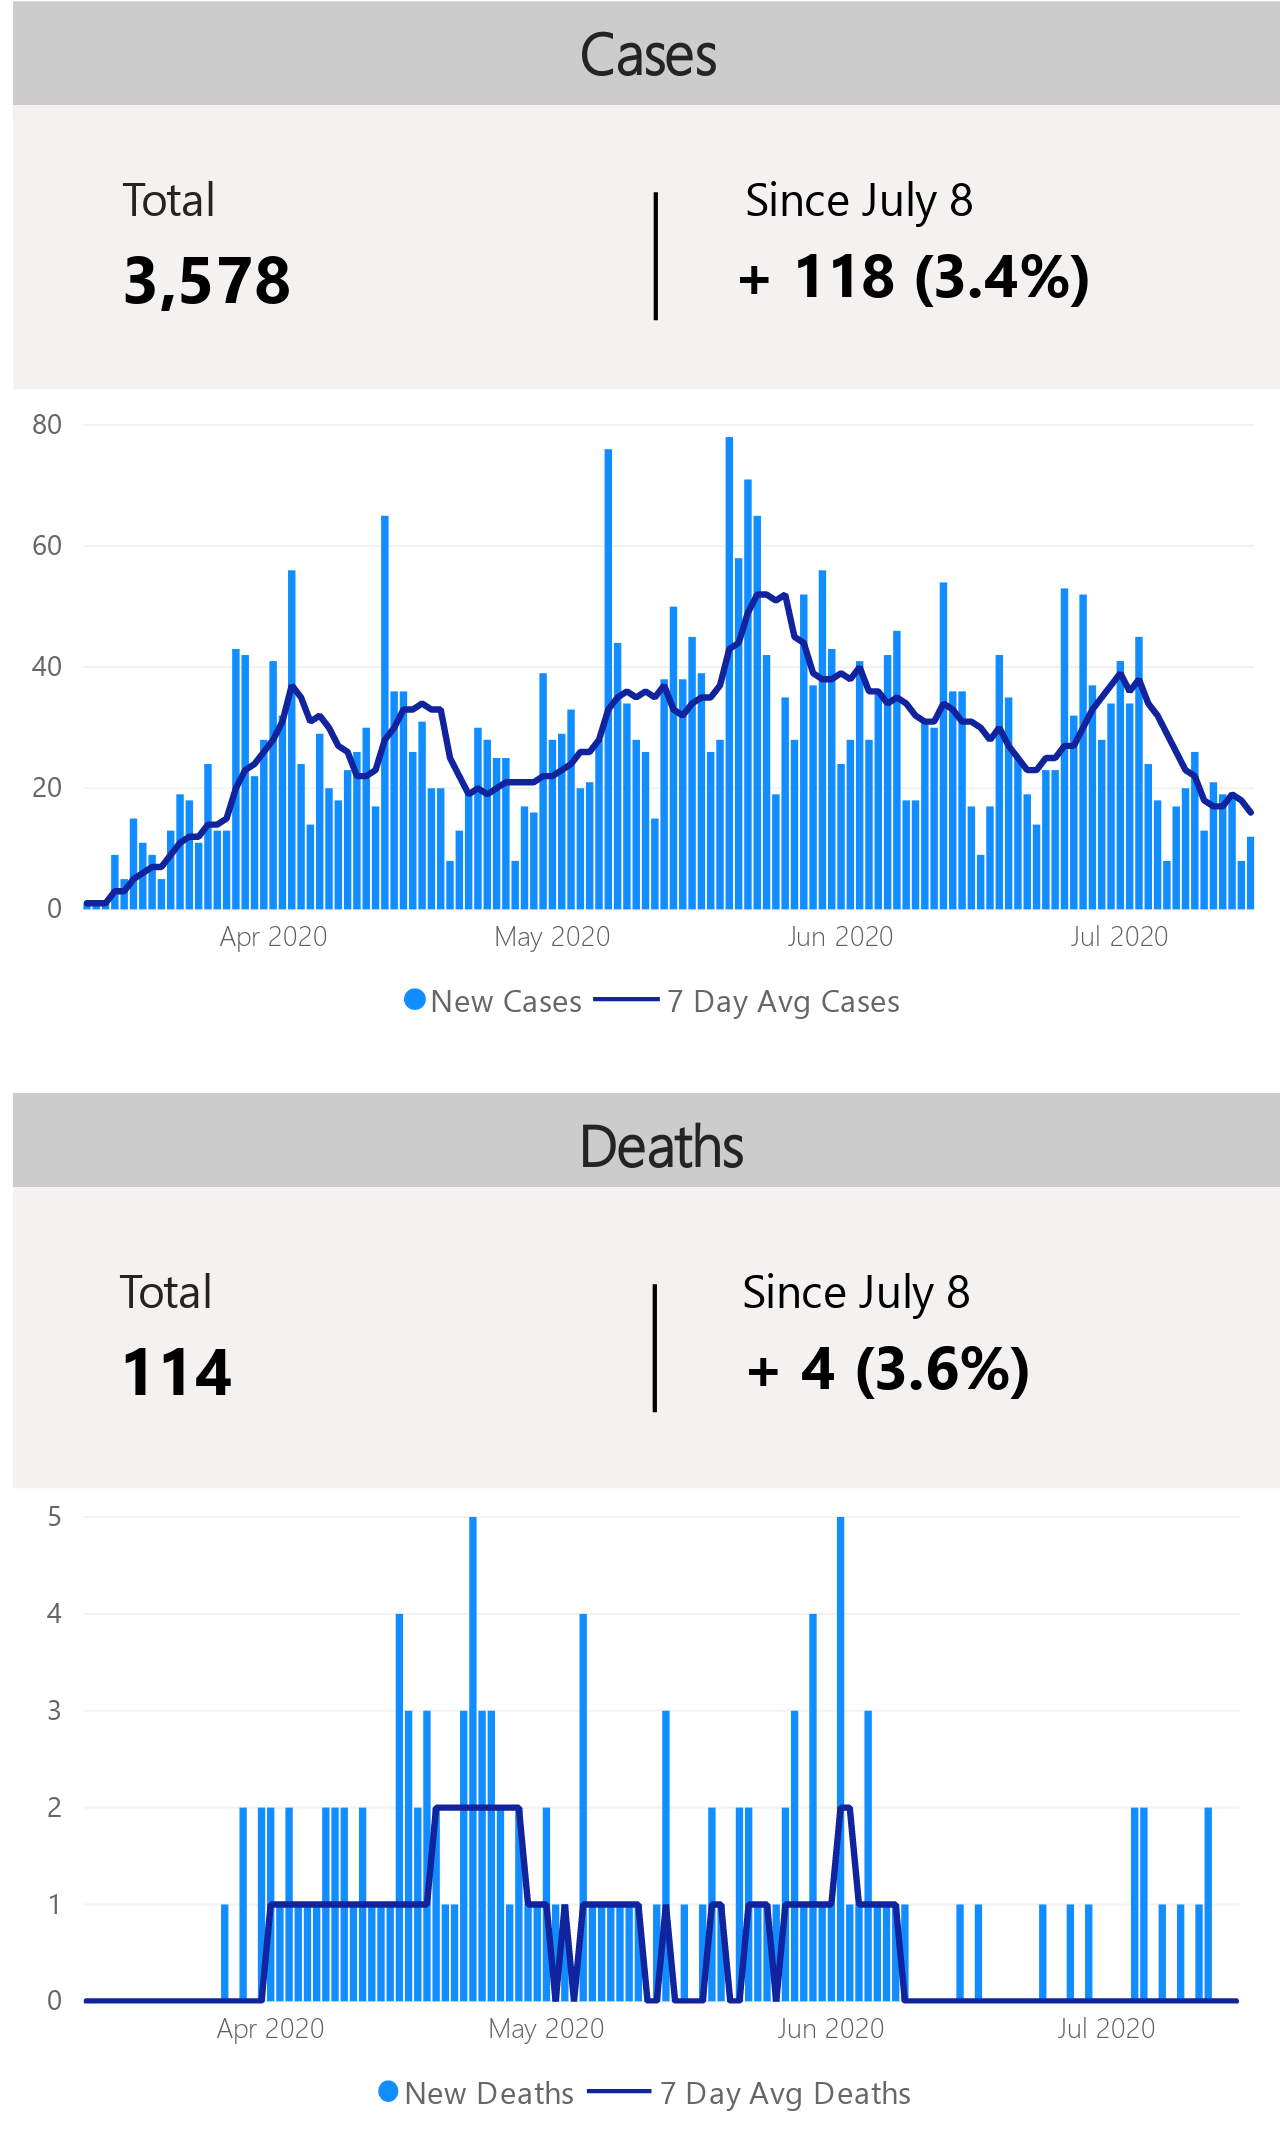 Cases
Total
Since July 8
3,578
+ 118 (3.4%)
80
60
40
20
0
Apr 2020
May 2020
Jun 2020
Jul 2020
New Cases
7 Day Avg Cases
Deaths
Total
Since July 8
114
+ 4 (3.6%)
5
4
3
2
1
0
Apr 2020
May 2020
Jun 2020
Jul 2020
New Deaths
7 Day Avg Deaths